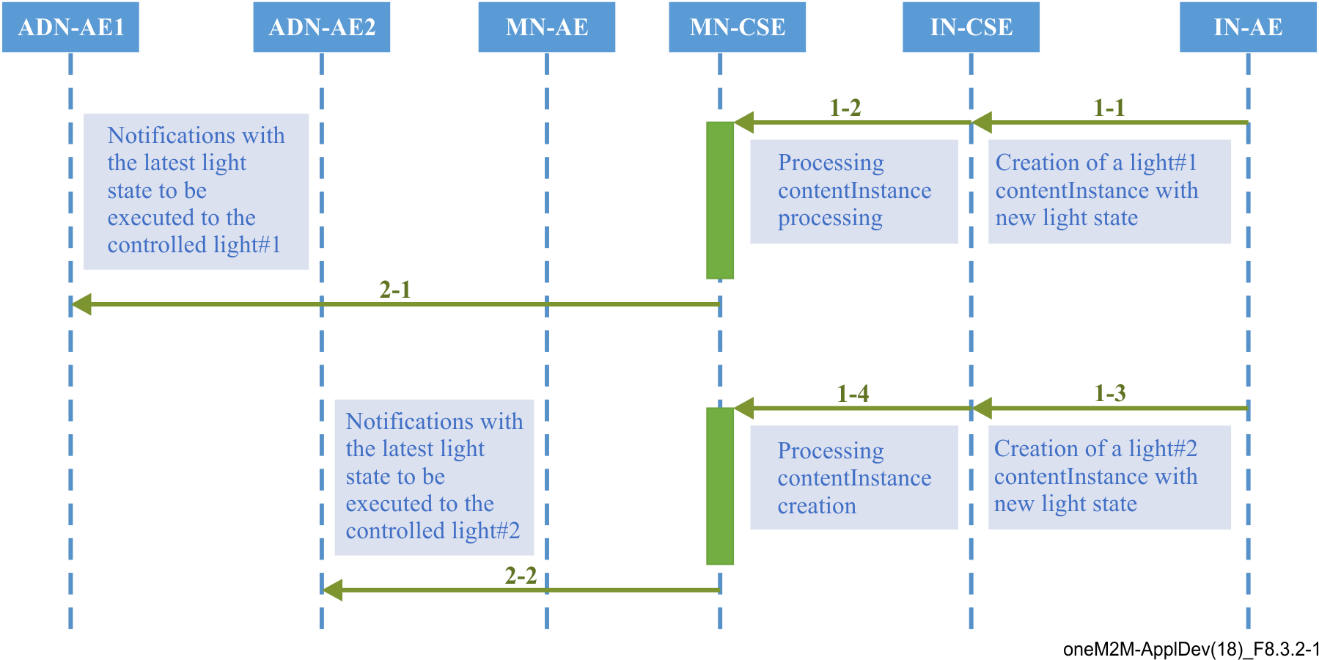 ADN-AE1
ADN-AE2
MN-AE
MN-CSE
IN-CSE
IN-AE
1-2
1-1
Notifications with
the latest light
state to be
executed to the
controlled light#1
Processing
contentInstance
processing
Creation of a light#1
contentInstance with
new light state
2-1
1-4
1-3
Notifications with
the latest light
state to be
executed to the
controlled light#2
Processing
contentInstance
creation
Creation of a light#2
contentInstance with
new light state
2-2
oneM2M-ApplDev(18)_F8.3.2-1